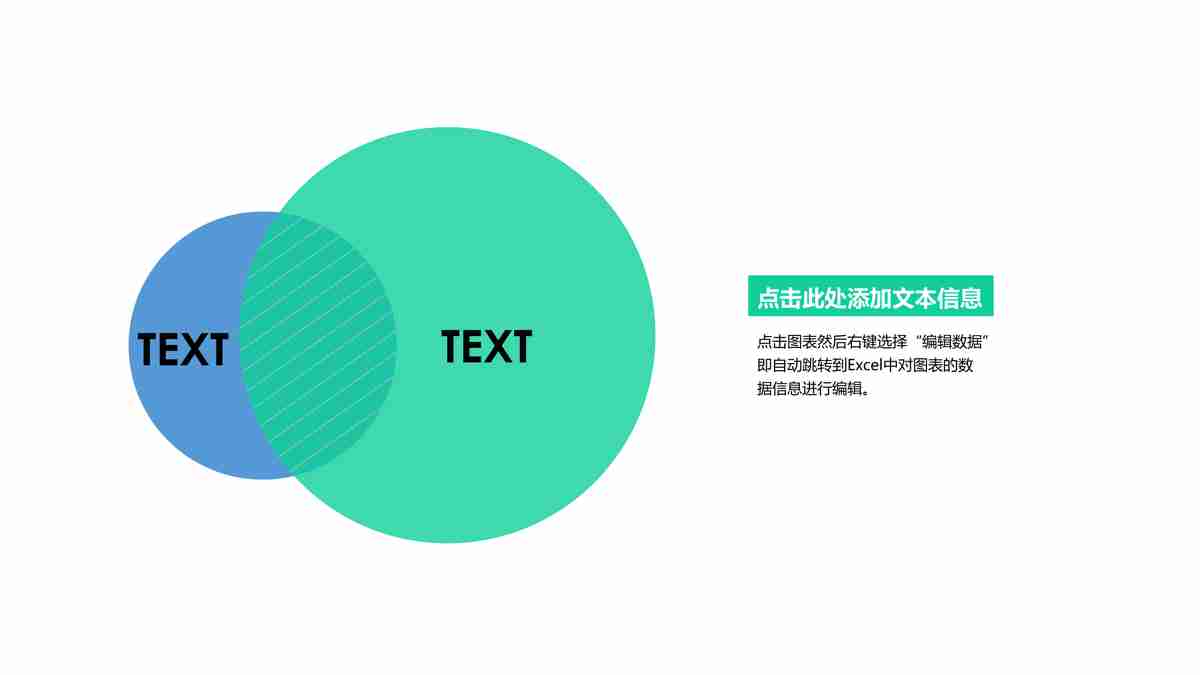 TEXT
TEXT
点击此处添加文本信息
点击图表然后右键选择“编辑数据”
即自动跳转到Excel中对图表的数
据信息进行编辑。